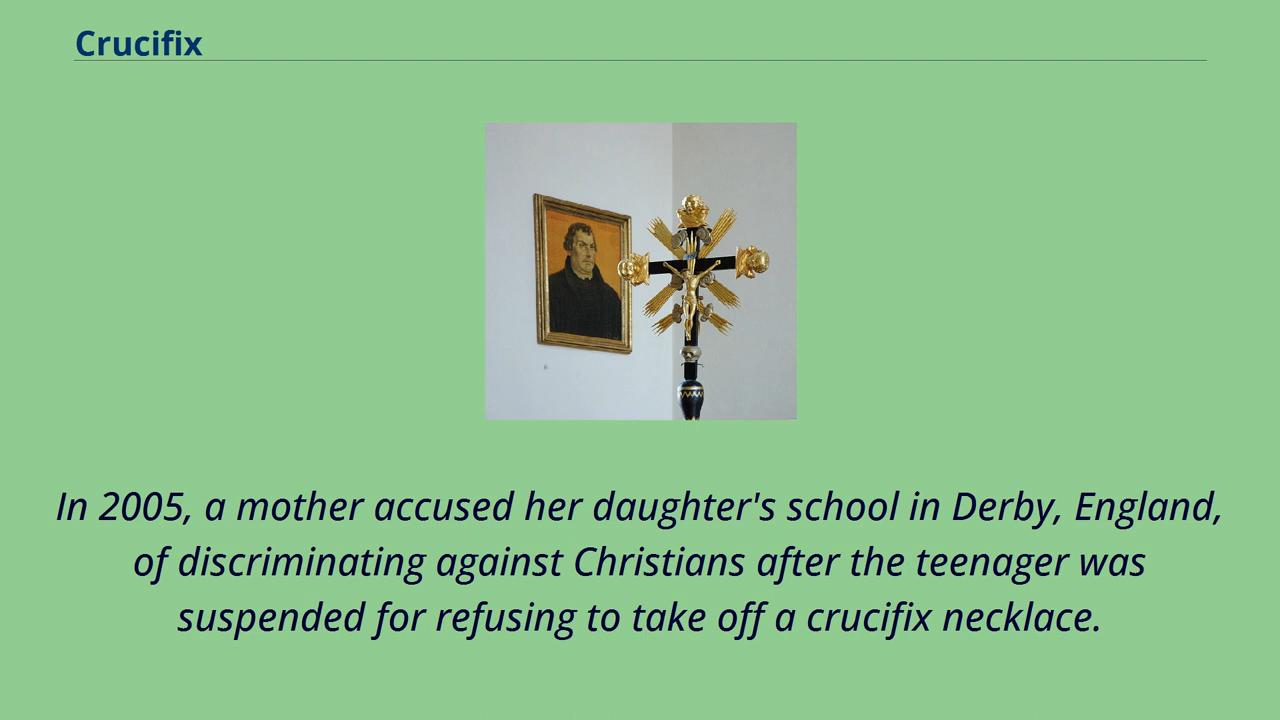 Crucifix
In 2005, a mother accused her daughter's school in Derby, England,
of discriminating against Christians after the teenager was
suspended for refusing to take off a crucifix necklace.